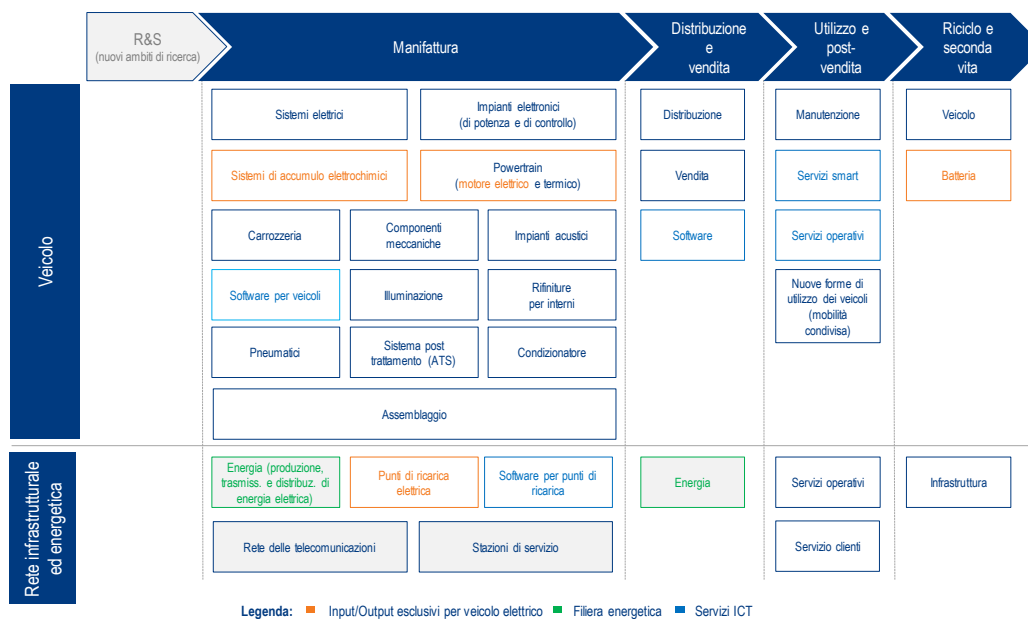 R&S
(nuovi ambiti di ricerca)
Manifattura
Distribuzione
e
vendita
Utilizzo e
post-
vendita
Riciclo e
seconda
vita
Veicolo
Sistemi elettrici
Impianti elettronici
(di potenza e di controllo)
Distribuzione
Manutenzione
Veicolo
Sistemi di accumulo elettrochimici
Powertrain
(motore elettrico e termico)
Vendita
Servizi smart
Batteria
Carrozzeria
Componenti
meccaniche
Impianti acustici
Software
Servizi operativi
Software per veicoli
Illuminazione
Rifiniture
per interni
Nuove forme di
utilizzo dei veicoli
(mobilità
condivisa)
Pneumatici
Sistema post
trattamento (ATS)
Condizionatore
Assemblaggio
Rete infrastrutturale
ed energetica
Energia (produzione,
trasmiss. e distribuz. di
energia elettrica)
Punti di ricarica
elettrica
Software per punti di
ricarica
Energia
Servizi operativi
Infrastruttura
Rete delle telecomunicazioni
Stazioni di servizio
Servizio clienti
Legenda: Input/Output esclusivi per veicolo elettrico Filiera energetica Servizi ICT